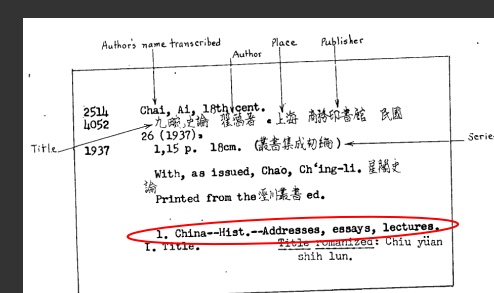 Author's name transcribed
Author
Place
Publisher
2514 Chai, Ai, 18th cent.
4052 九畹史論 翟藹著 . 上海 商務印書館 民國
26 (1937).
Title
1937 1,15 p. 18cm. (叢書集成初編)
Series
With, as issued, Chao, Ch'ing-li. 星閣史
論
Printed from the 涇川叢書 ed.
1. China--Hist.--Addresses, essays, lectures.
I. Title. Title romanized: Chiu yüan
shih lun.